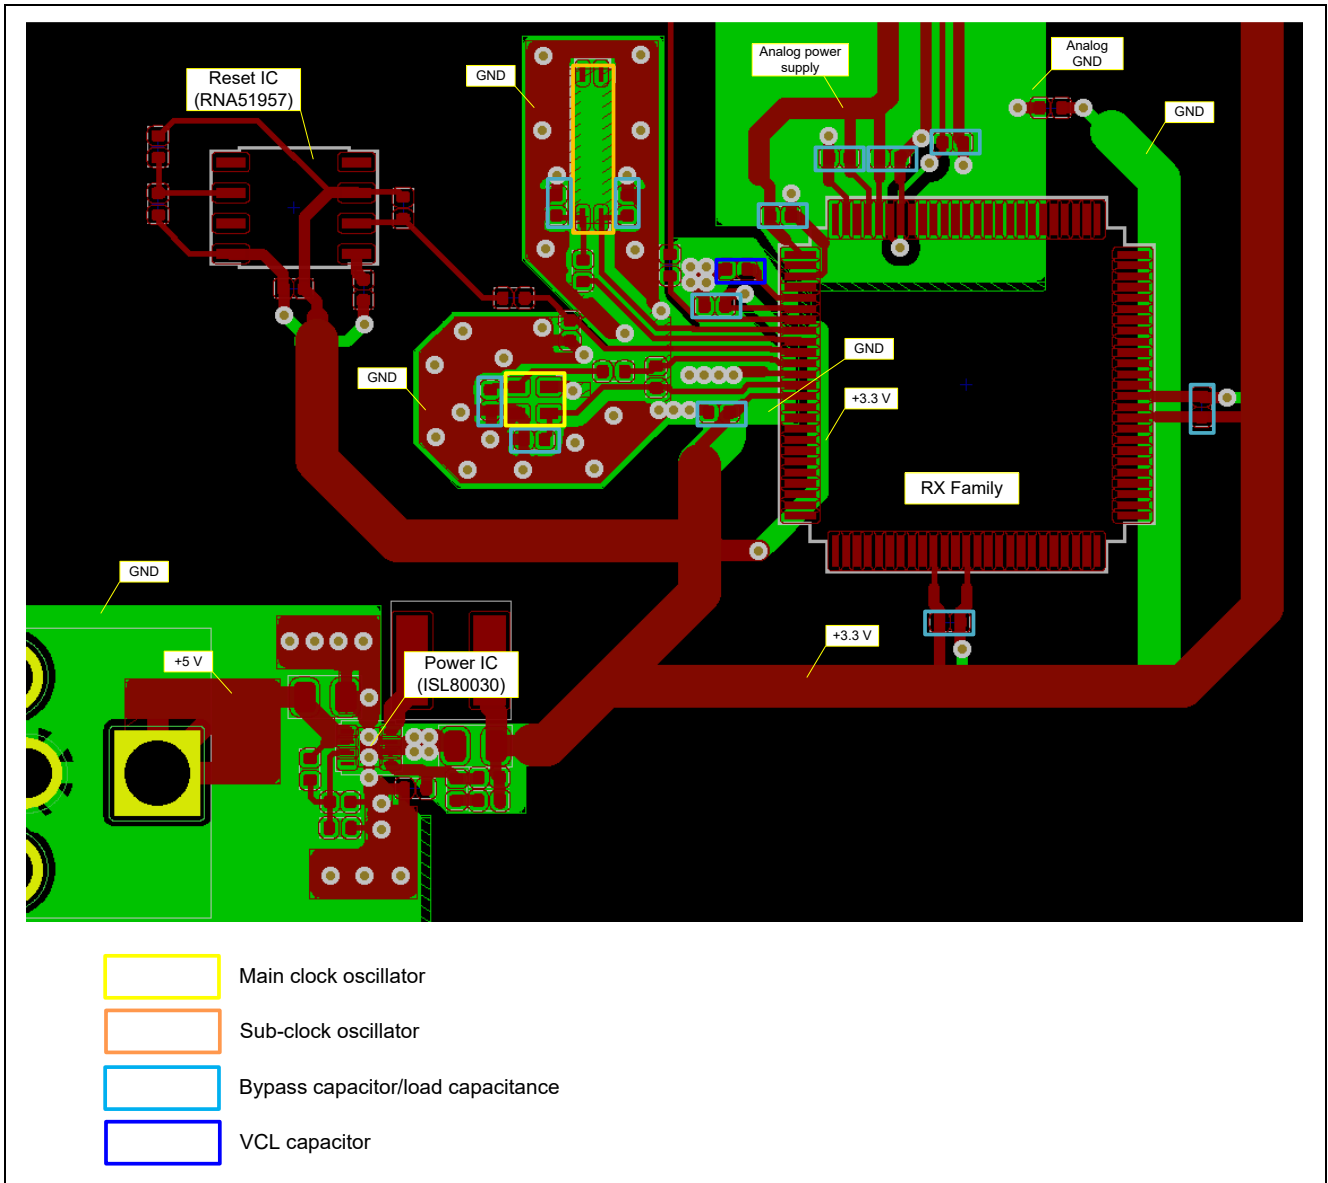 Analog power
supply
Analog
GND
Reset IC
(RNA51957)
GND
GND
GND
GND
+3.3 V
RX Family
GND
+3.3 V
+5 V
Power IC
(ISL80030)
Main clock oscillator
Sub-clock oscillator
Bypass capacitor/load capacitance
VCL capacitor